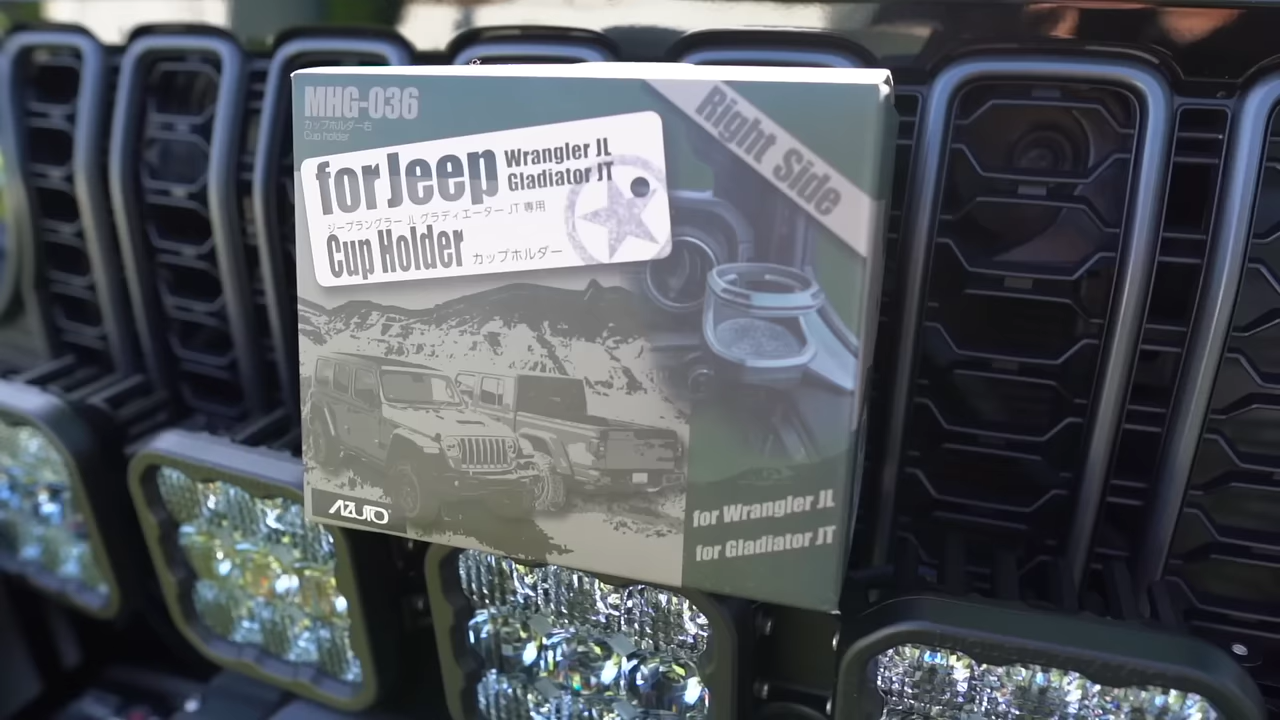 MHG-036
カップホルダー右
Cup holder
Right Side
for Jeep Wrangler JL
Gladiator JT
ジープラングラー JL グラディエーター JT 専用
Cup Holder カップホルダー
AZUTO
for Wrangler JL
for Gladiator JT